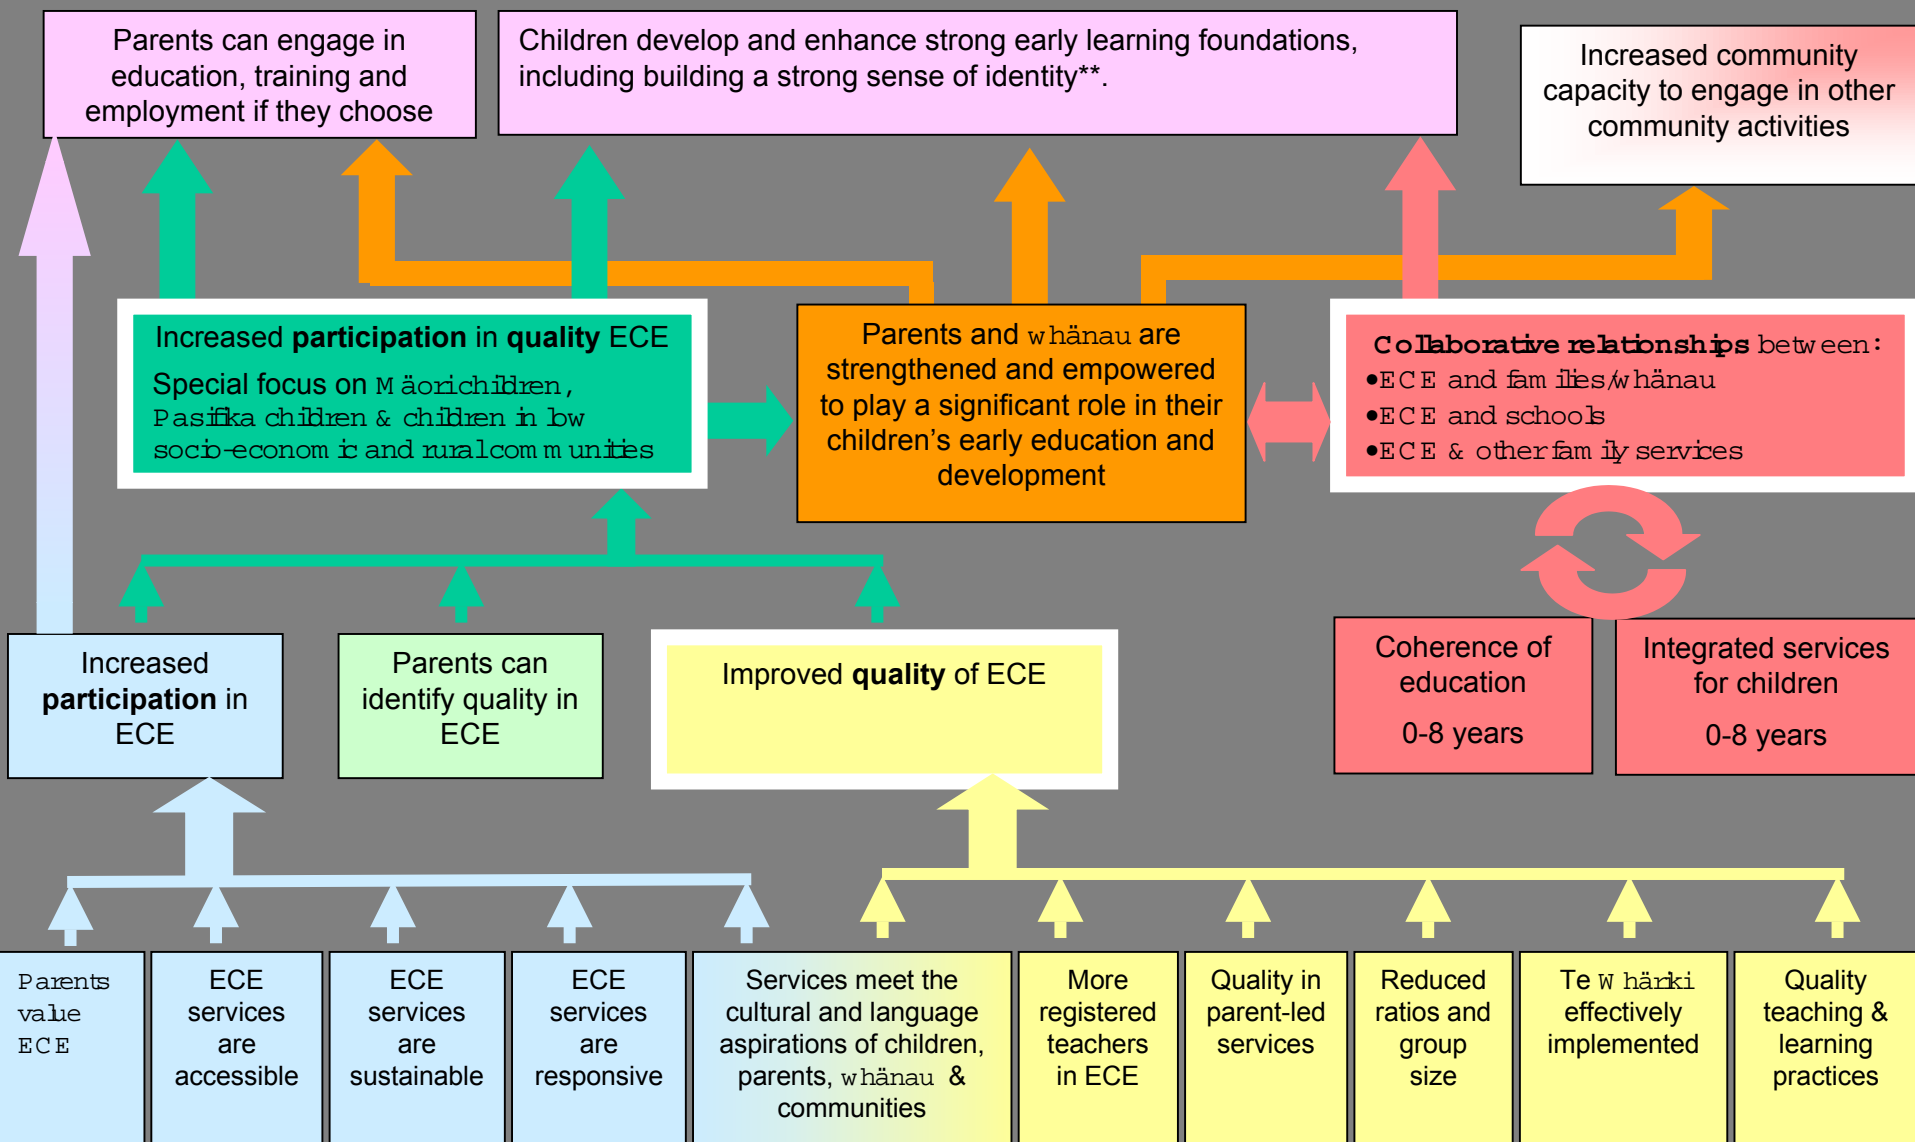 Parents can engage in
education, training and
employment if they choose
Children develop and enhance strong early learning foundations,
including building a strong sense of identity**.
Increased community
capacity to engage in other
community activities
Increased participation in quality ECE
Special focus on Mäori children,
Pasifika children & children in low
socio-economic and rural communities
Parents and whänau are
strengthened and empowered
to play a significant role in their
children's early education and
development
Collaborative relationships between:
•ECE and families/whänau
•ECE and schools
•ECE & other family services
Increased
participation in
ECE
Parents can
identify quality in
ECE
Improved quality of ECE
Coherence of
education
0-8 years
Integrated services
for children
0-8 years
Parents
value
ECE
ECE
services
are
accessible
ECE
services
are
sustainable
ECE
services
are
responsive
Services meet the
cultural and language
aspirations of children,
parents, whänau &
communities
More
registered
teachers
in ECE
Quality in
parent-led
services
Reduced
ratios and
group
size
Te Whäriki
effectively
implemented
Quality
teaching &
learning
practices